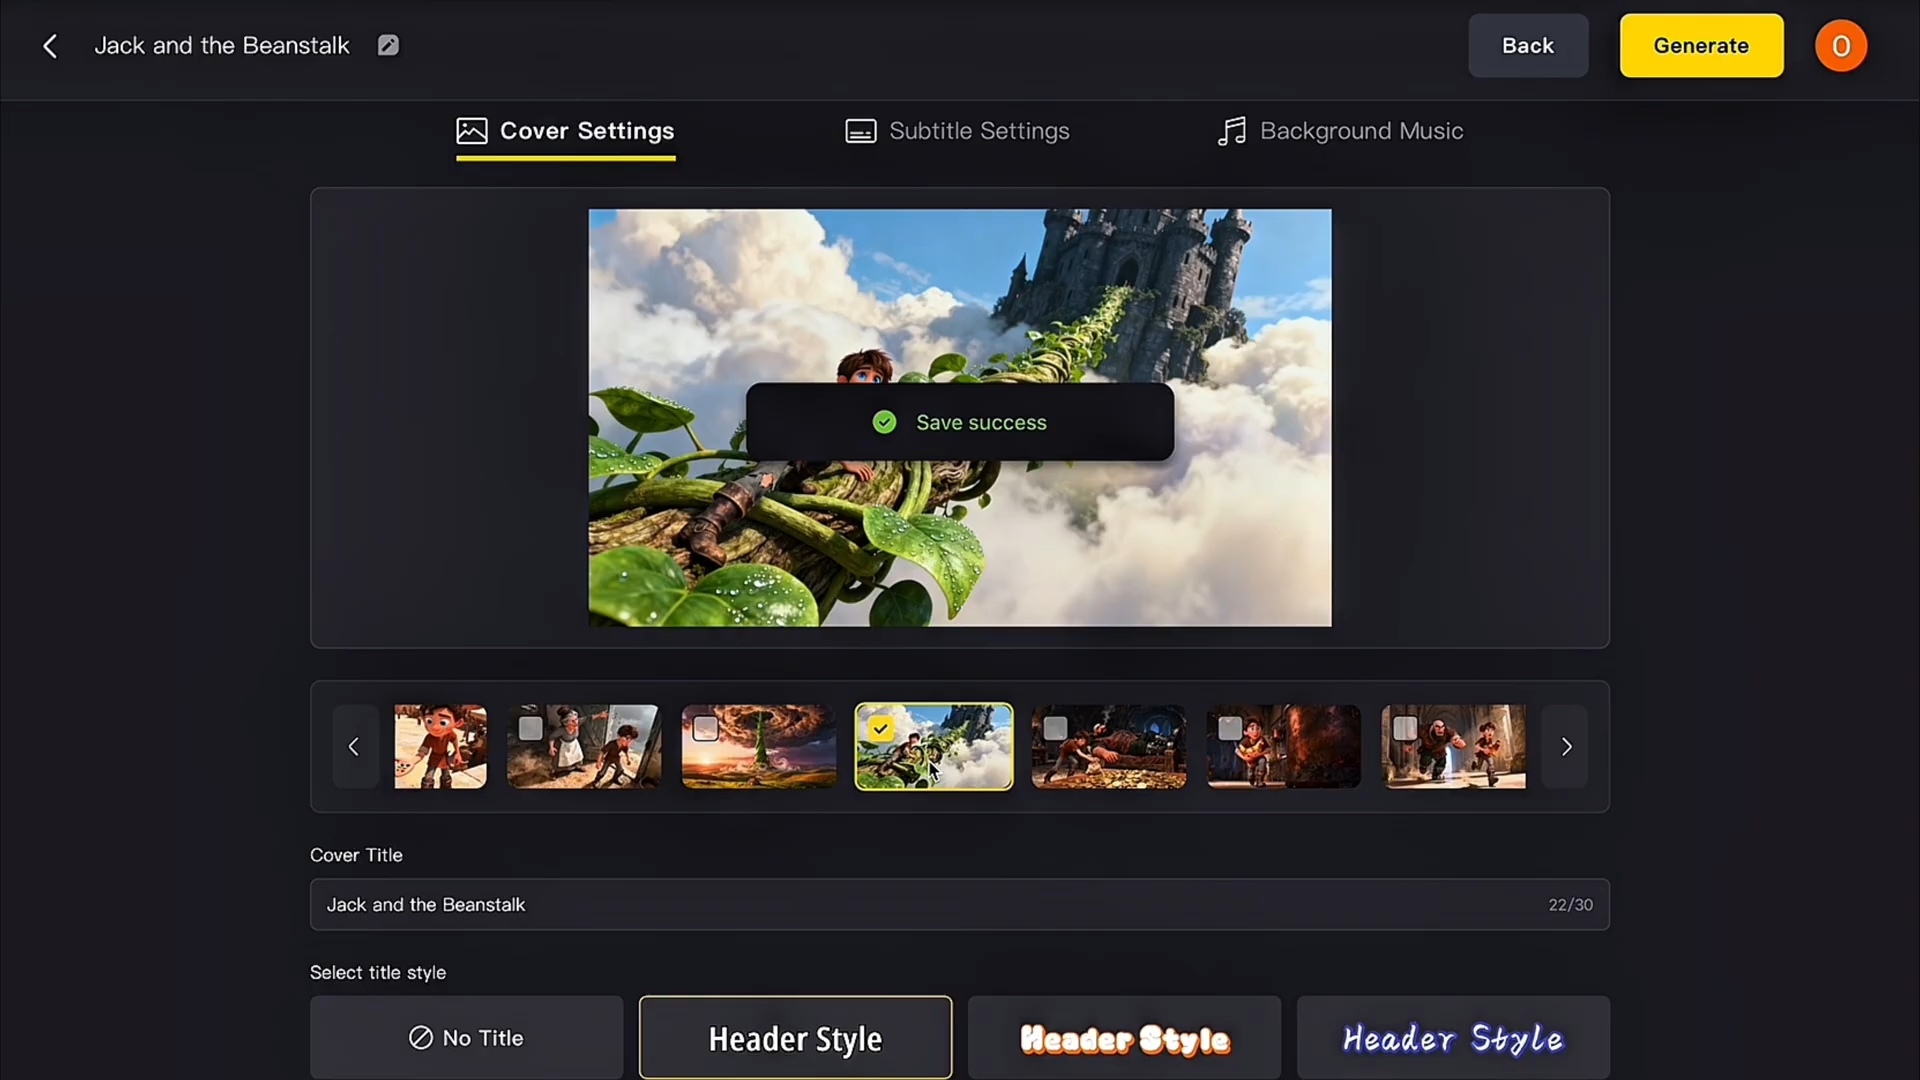 Jack and the Beanstalk
Back
Generate
O
Cover Settings
Subtitle Settings
Background Music
Save success
Cover Title
Jack and the Beanstalk
22/30
Select title style
No Title
Header Style
Header Style
Header Style